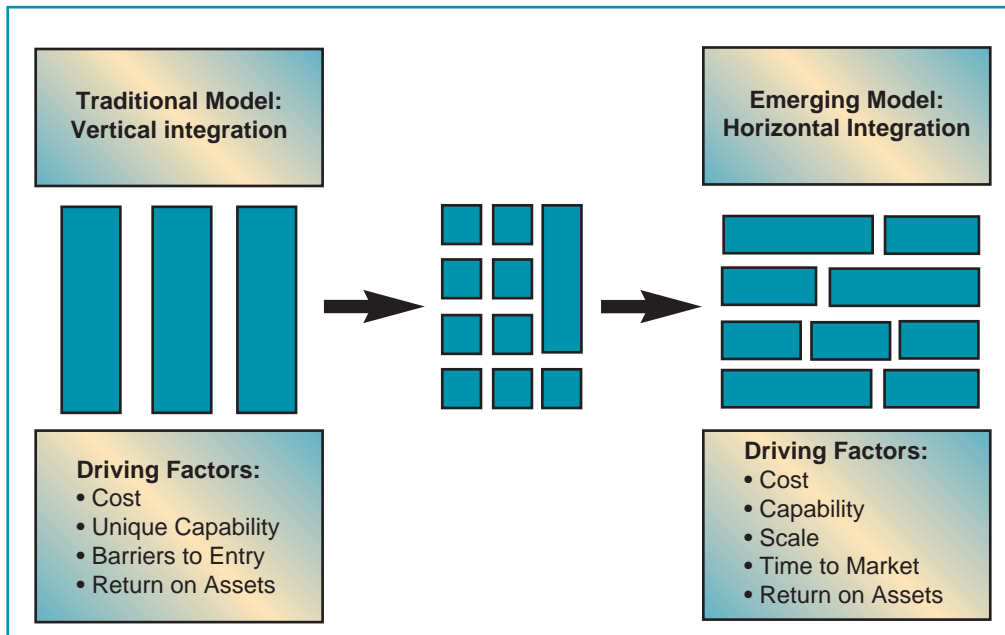 Traditional Model:
Vertical integration
Emerging Model:
Horizontal Integration
Driving Factors:
• Cost
• Unique Capability
• Barriers to Entry
• Return on Assets
Driving Factors:
• Cost
• Capability
• Scale
• Time to Market
• Return on Assets